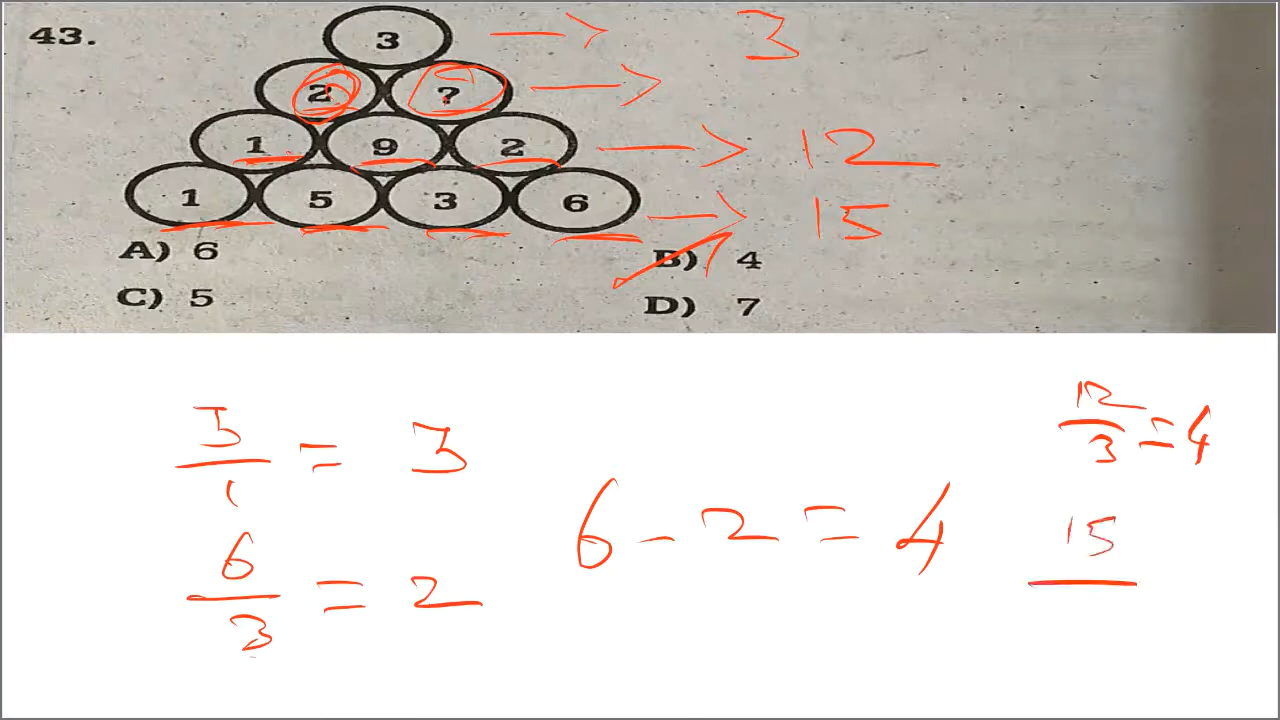 43.
3 3
2 ?
1 9 2 12
1 5 3 6 15
A) 6 B) 4
C) 5 D) 7
3/1 = 3
6/3 = 2
6 - 2 = 4
12/3 = 4
15